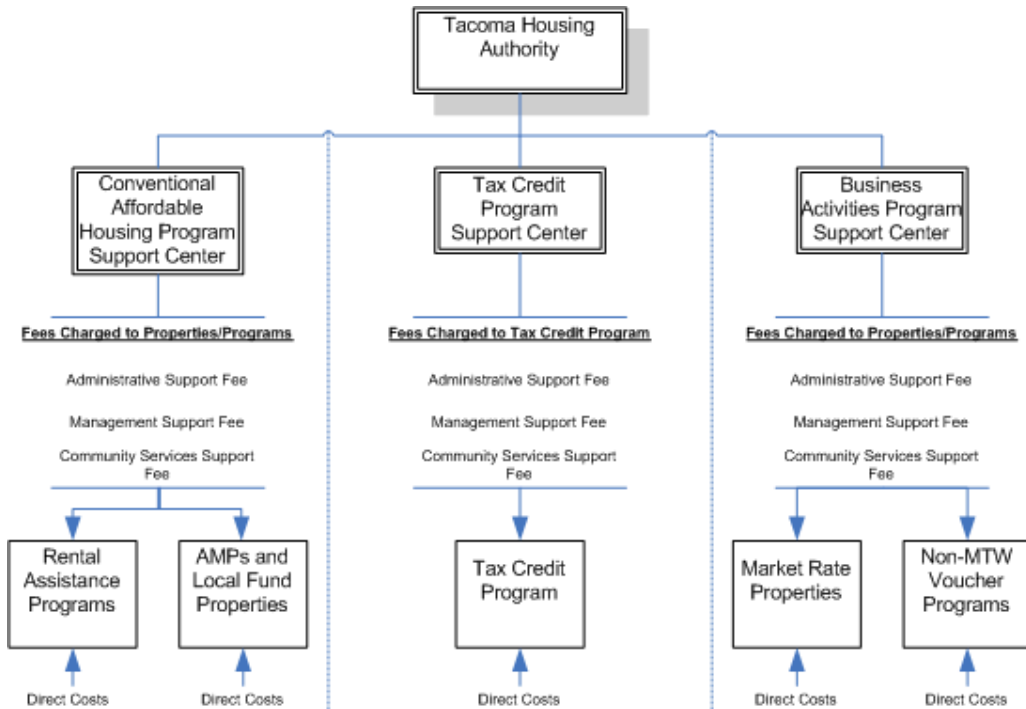 Tacoma Housing
Authority
Conventional
Affordable
Housing Program
Support Center
Tax Credit
Program
Support Center
Business
Activities Program
Support Center
Fees Charged to Properties/Programs
Fees Charged to Tax Credit Program
Fees Charged to Properties/Programs
Administrative Support Fee
Administrative Support Fee
Administrative Support Fee
Management Support Fee
Management Support Fee
Management Support Fee
Community Services Support
Fee
Community Services Support
Fee
Community Services Support
Fee
Rental
Assistance
Programs
AMPs and
Local Fund
Properties
Tax Credit
Program
Market Rate
Properties
Non-MTW
Voucher
Programs
Direct Costs
Direct Costs
Direct Costs
Direct Costs
Direct Costs